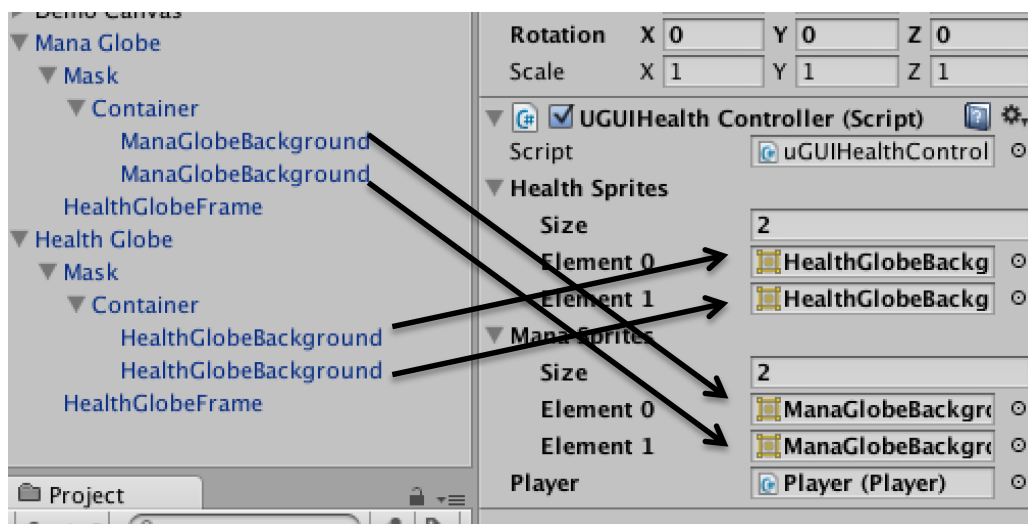 Demo Canvas
Mana Globe
Mask
Container
ManaGlobeBackground
ManaGlobeBackground
HealthGlobeFrame
Health Globe
Mask
Container
HealthGlobeBackground
HealthGlobeBackground
HealthGlobeFrame
Project
Rotation X 0 Y 0 Z 0
Scale X 1 Y 1 Z 1
UGUIHealth Controller (Script)
Script uGUIHealthControl
Health Sprites
Size 2
Element 0 HealthGlobeBackg
Element 1 HealthGlobeBackg
Mana Sprites
Size 2
Element 0 ManaGlobeBackgr
Element 1 ManaGlobeBackgr
Player Player (Player)